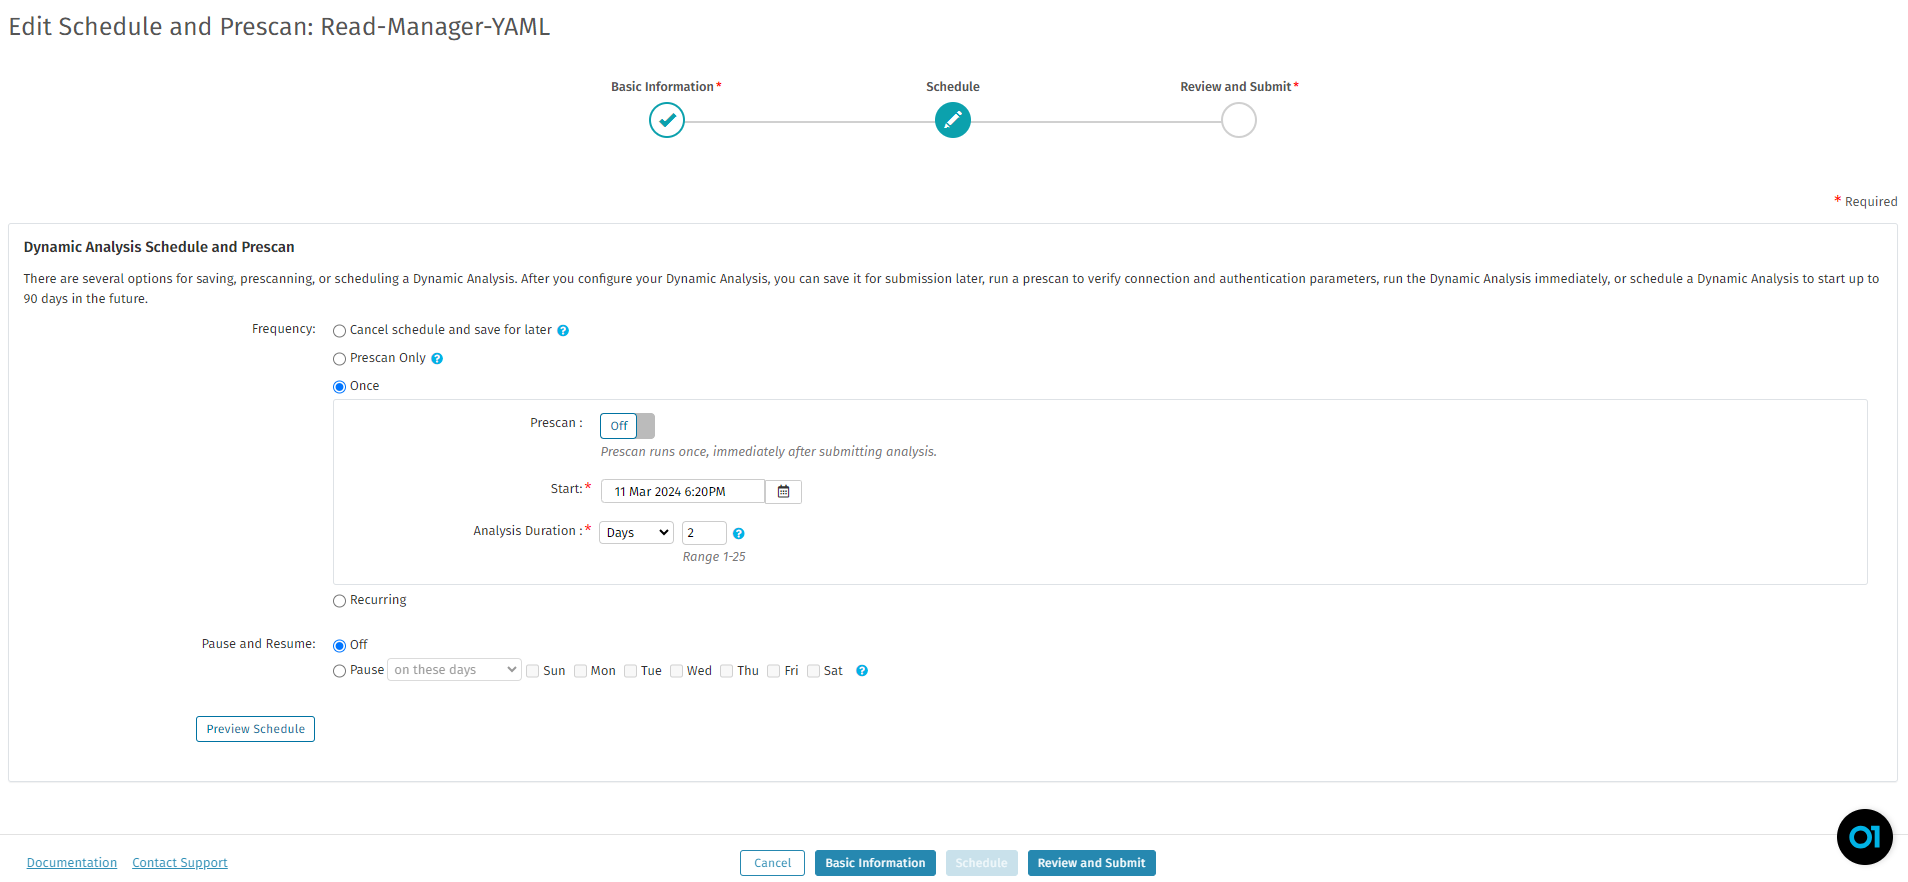 Edit Schedule and Prescan: Read-Manager-YAML
Basic Information *
Schedule
Review and Submit *
* Required
Dynamic Analysis Schedule and Prescan
There are several options for saving, prescanning, or scheduling a Dynamic Analysis. After you configure your Dynamic Analysis, you can save it for submission later, run a prescan to verify connection and authentication parameters, run the Dynamic Analysis immediately, or schedule a Dynamic Analysis to start up to
90 days in the future.
Frequency: Cancel schedule and save for later ?
Prescan Only ?
Once
Prescan : Off
Prescan runs once, immediately after submitting analysis.
Start:* 11 Mar 2024 6:20PM
Analysis Duration :* Days 2 ?
Range 1-25
Recurring
Pause and Resume: Off
Pause on these days Sun Mon Tue Wed Thu Fri Sat ?
Preview Schedule
Documentation Contact Support Cancel Basic Information Schedule Review and Submit